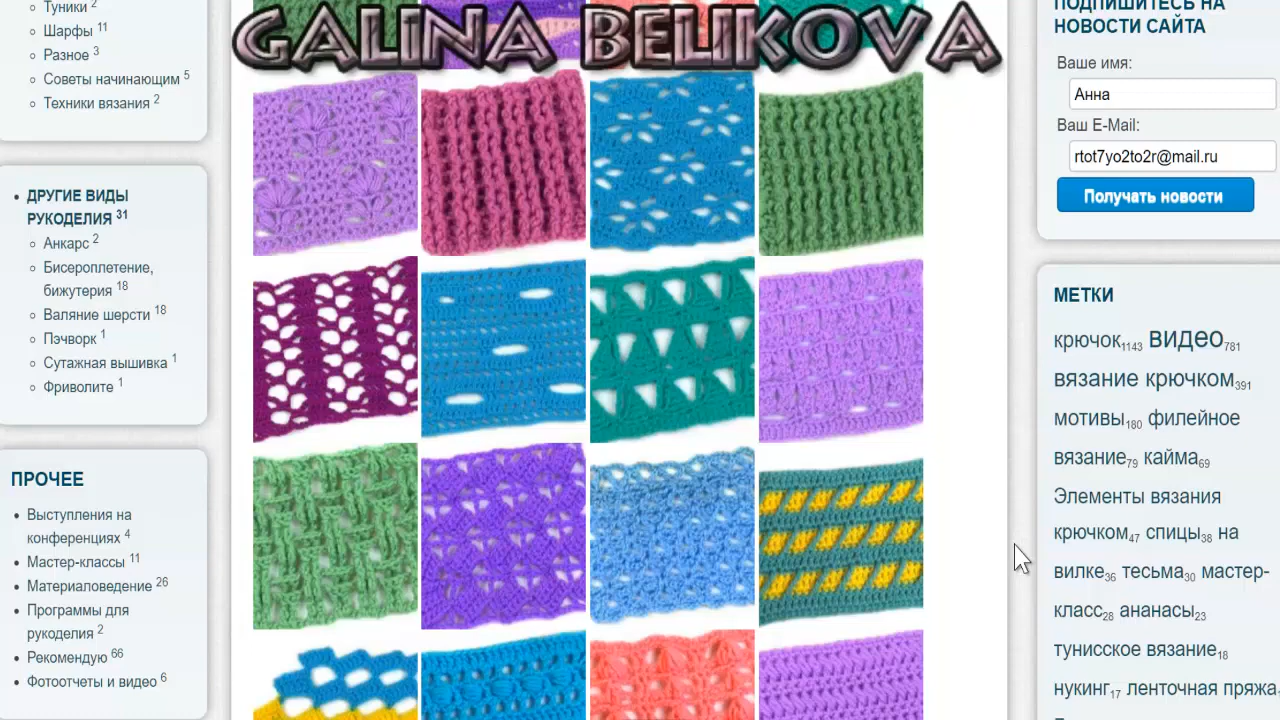 Туники 2
Шарфы 11
Разное 3
Советы начинающим 5
Техники вязания 2
ДРУГИЕ ВИДЫ
РУКОДЕЛИЯ 31
Анкарс 2
Бисероплетение,
бижутерия 18
Валяние шерсти 18
Пэчворк 1
Сутажная вышивка 1
Фриволите 1
ПРОЧЕЕ
Выступления на
конференциях 4
Мастер-классы 11
Материаловедение 26
Программы для
рукоделия 2
Рекомендую 66
Фотоотчеты и видео 6
GALINA BELIKOVA
ПОДПИШИТЕСЬ НА
НОВОСТИ САЙТА
Ваше имя:
Анна
Ваш E-Mail:
rtot7yo2to2r@mail.ru
Получать новости
МЕТКИ
крючок1143 видео781
вязание крючком391
мотивы180 филейное
вязание79 кайма69
Элементы вязания
крючком47 спицы38 на
вилке36 тесьма30 мастер-
класс28 ананасы23
тунисское вязание18
нукинг17 ленточная пряжа